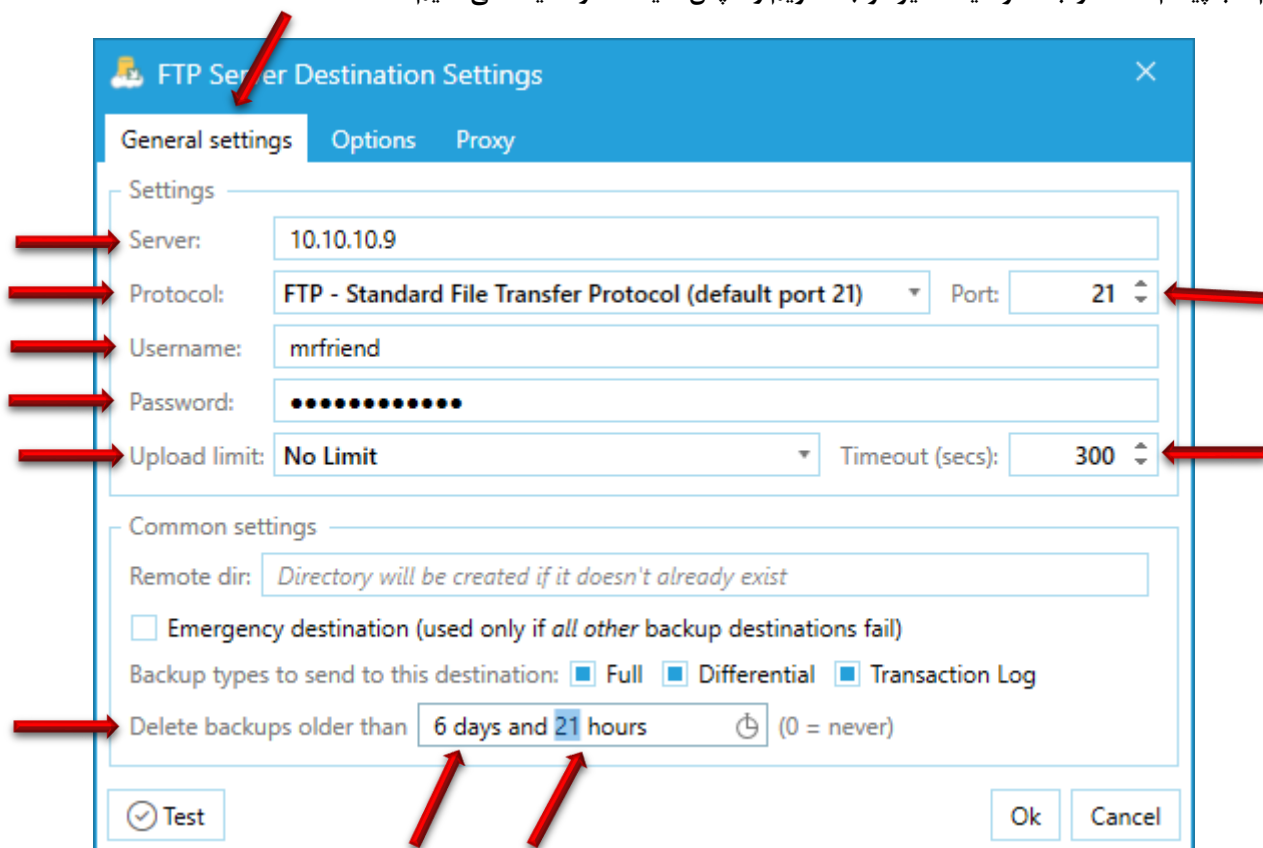 FTP Server Destination Settings
General settings Options Proxy
Settings
Server: 10.10.10.9
Protocol: FTP - Standard File Transfer Protocol (default port 21) Port: 21
Username: mrfriend
Password: ●●●●●●●●●●●●
Upload limit: No Limit Timeout (secs): 300
Common settings
Remote dir: Directory will be created if it doesn't already exist
Emergency destination (used only if all other backup destinations fail)
Backup types to send to this destination: Full Differential Transaction Log
Delete backups older than 6 days and 21 hours (0 = never)
Test Ok Cancel